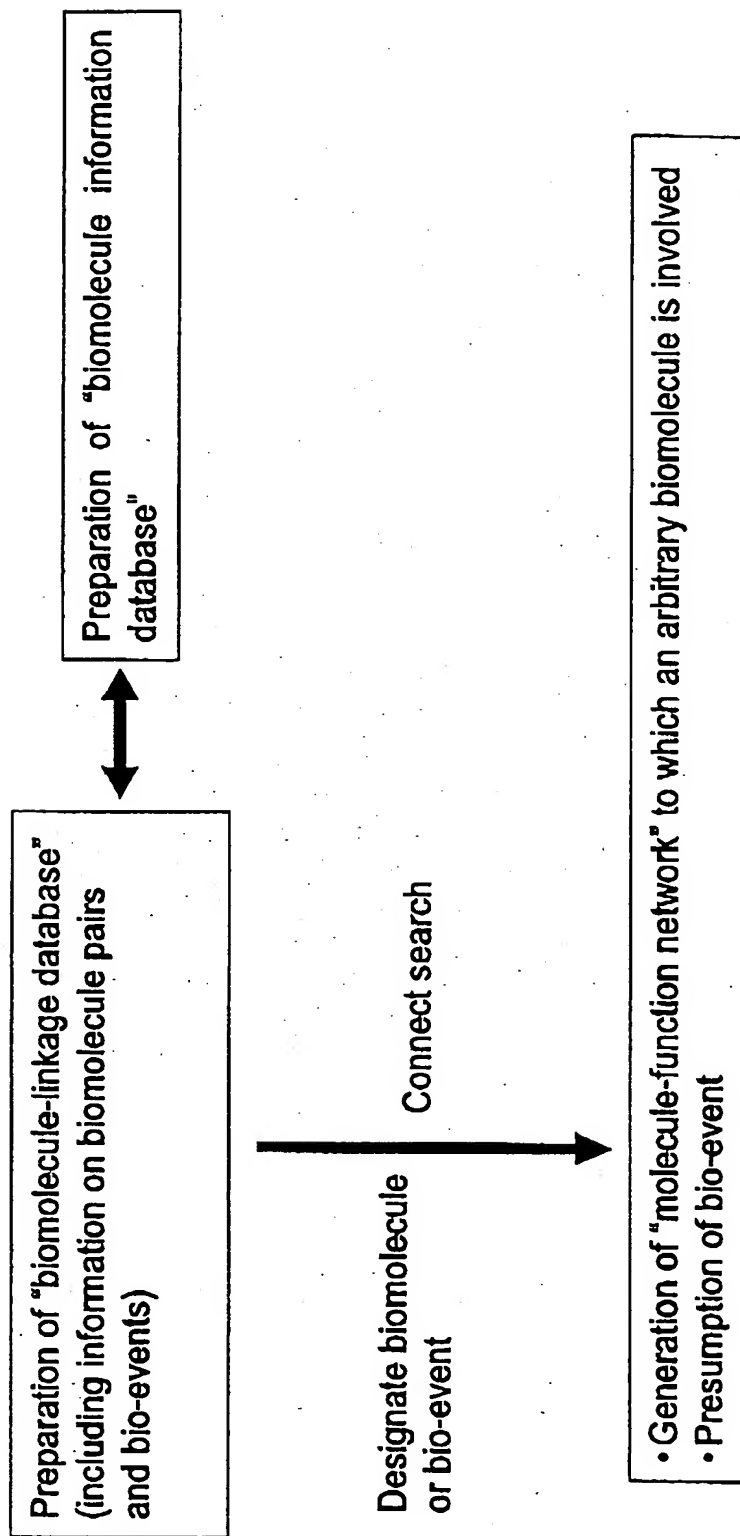 Preparation of "biomolecule-linkage database"
(including information on biomolecule pairs
and bio-events)
Preparation of "biomolecule information
database"
Designate biomolecule
or bio-event
Connect search
• Generation of "molecule-function network" to which an arbitrary biomolecule is involved
• Presumption of bio-event